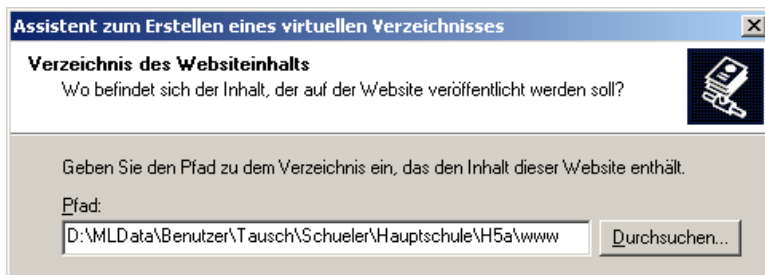 Assistent zum Erstellen eines virtuellen Verzeichnisses
Verzeichnis des Websiteinhalts
Wo befindet sich der Inhalt, der auf der Website veröffentlicht werden soll?
Geben Sie den Pfad zu dem Verzeichnis ein, das den Inhalt dieser Website enthält.
Pfad:
D:\MLData\Benutzer\Tausch\Schueler\Hauptschule\H5a\www
Durchsuchen...